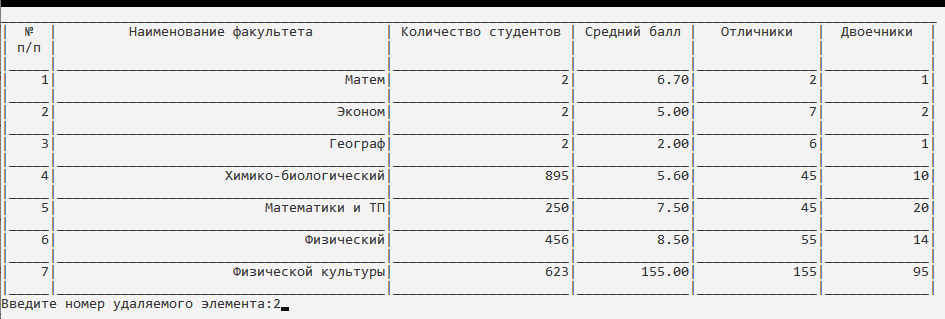 № Наименование факультета Количество студентов Средний балл Отличники Двоечники
п/п
1 Матем 2 6.70 2 1
2 Эконом 2 5.00 7 2
3 Географ 2 2.00 6 1
4 Химико-биологический 895 5.60 45 10
5 Математики и ТП 250 7.50 45 20
6 Физический 456 8.50 55 14
7 Физической культуры 623 155.00 155 95
Введите номер удаляемого элемента:2